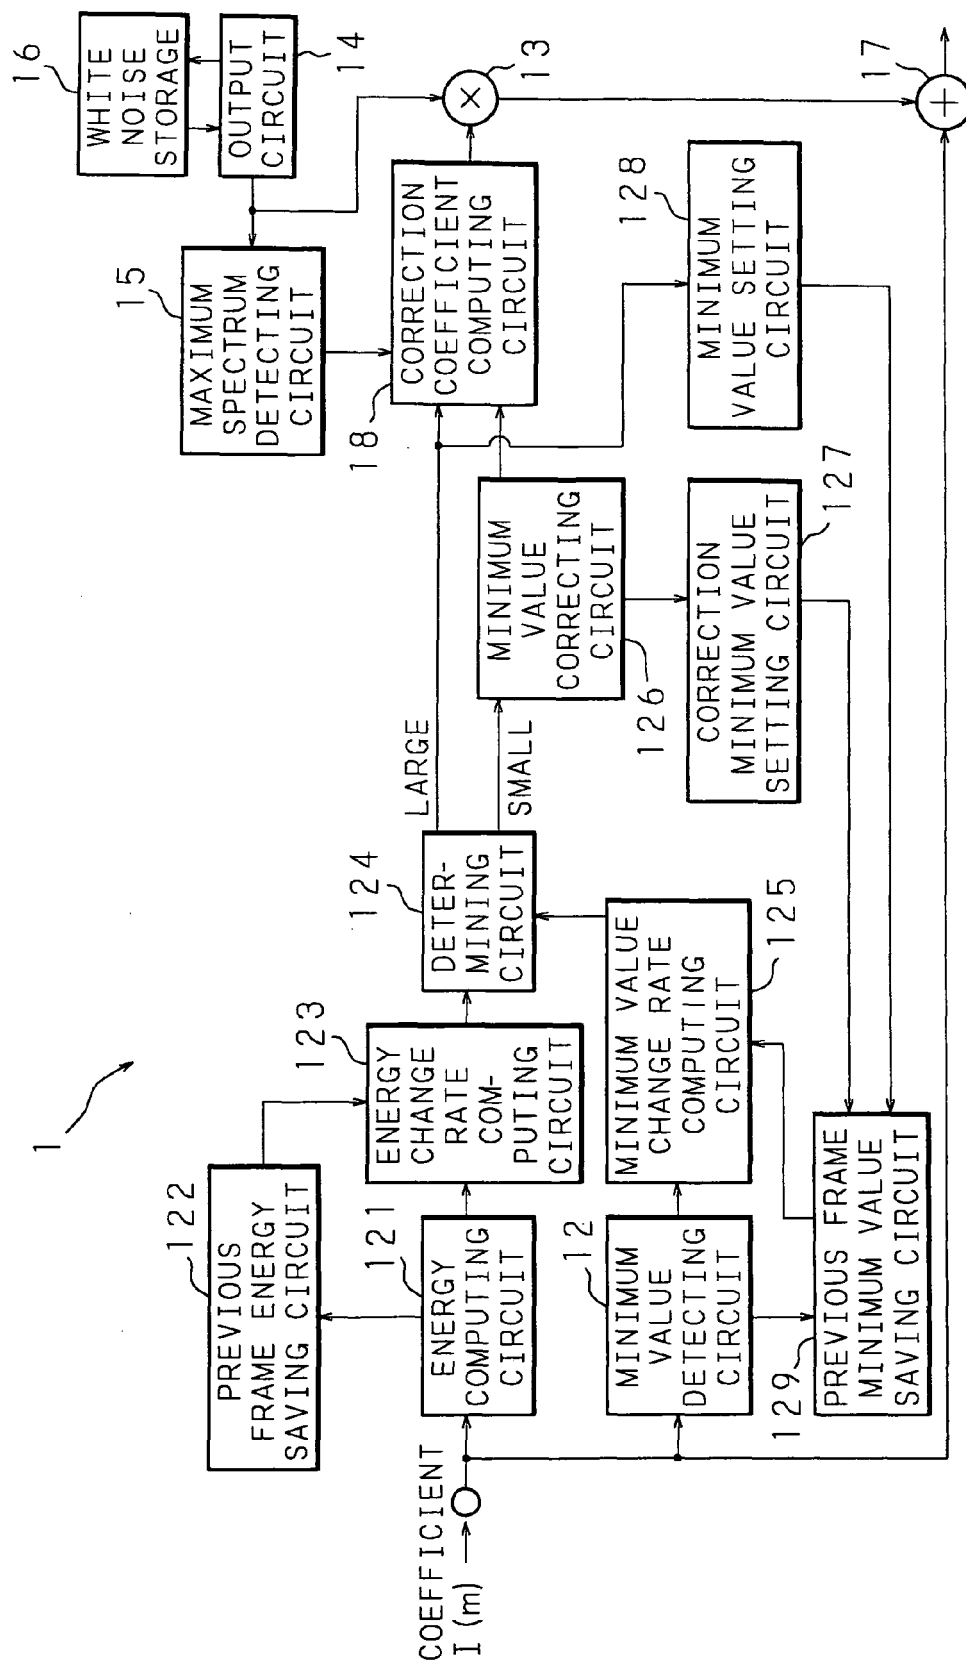 1
16
WHITE
NOISE
STORAGE
OUTPUT
CIRCUIT
14
15
MAXIMUM
SPECTRUM
DETECTING
CIRCUIT
13
×
18
CORRECTION
COEFFICIENT
COMPUTING
CIRCUIT
17
+
122
PREVIOUS
FRAME ENERGY
SAVING CIRCUIT
123
ENERGY
CHANGE
RATE
COM-
PUTING
CIRCUIT
124
DETER-
MINING
CIRCUIT
LARGE
SMALL
MINIMUM
VALUE
CORRECTING
CIRCUIT
126
128
MINIMUM
VALUE SETTING
CIRCUIT
COEFFICIENT
I (m)
121
ENERGY
COMPUTING
CIRCUIT
12
MINIMUM
VALUE
DETECTING
CIRCUIT
MINIMUM VALUE
CHANGE RATE
COMPUTING
CIRCUIT
125
CORRECTION
MINIMUM VALUE
SETTING CIRCUIT
127
129
PREVIOUS FRAME
MINIMUM VALUE
SAVING CIRCUIT